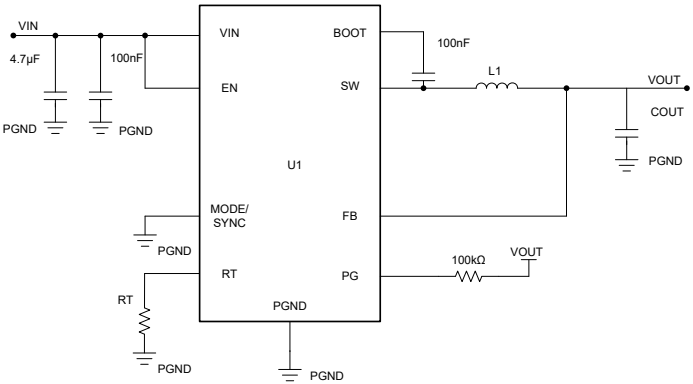 VIN
4.7µF
100nF
PGND
PGND
VIN
EN
MODE/
SYNC
RT
PGND
U1
BOOT
SW
FB
PG
100nF
L1
VOUT
COUT
PGND
100kΩ
VOUT
PGND
RT
PGND
PGND